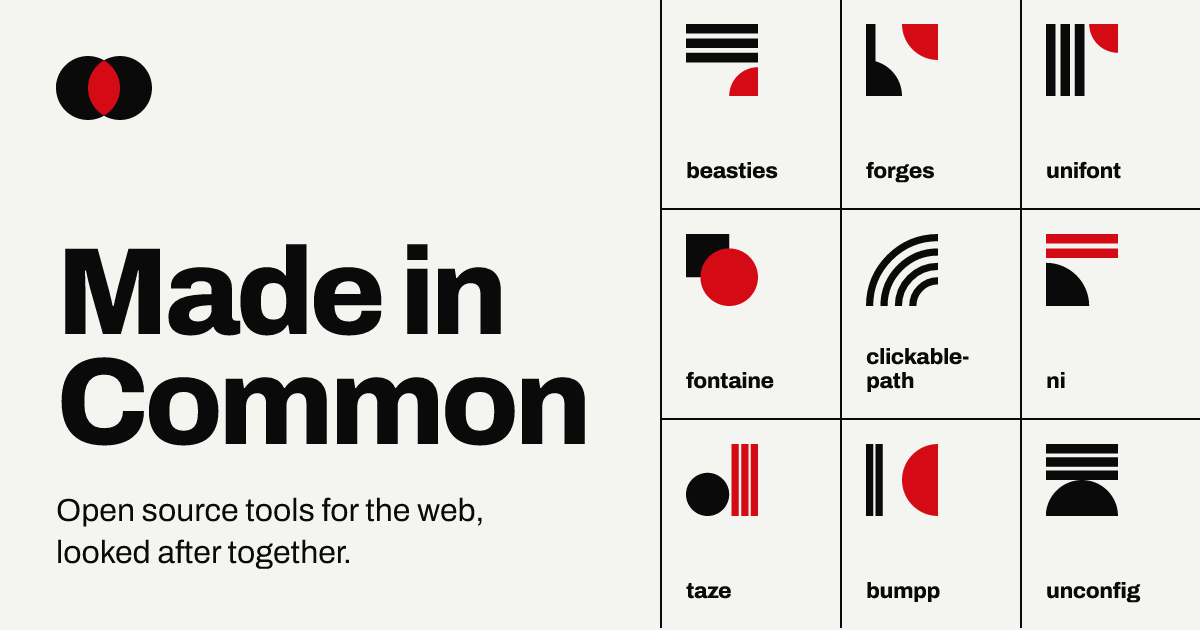 Made in
Common
Open source tools for the web,
looked after together.
beasties
forges
unifont
fontaine
clickable-
path
ni
taze
bumpp
unconfig